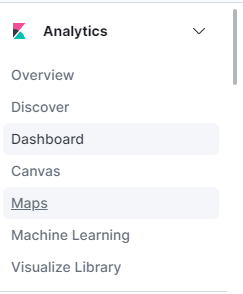 Analytics
Overview
Discover
Dashboard
Canvas
Maps
Machine Learning
Visualize Library